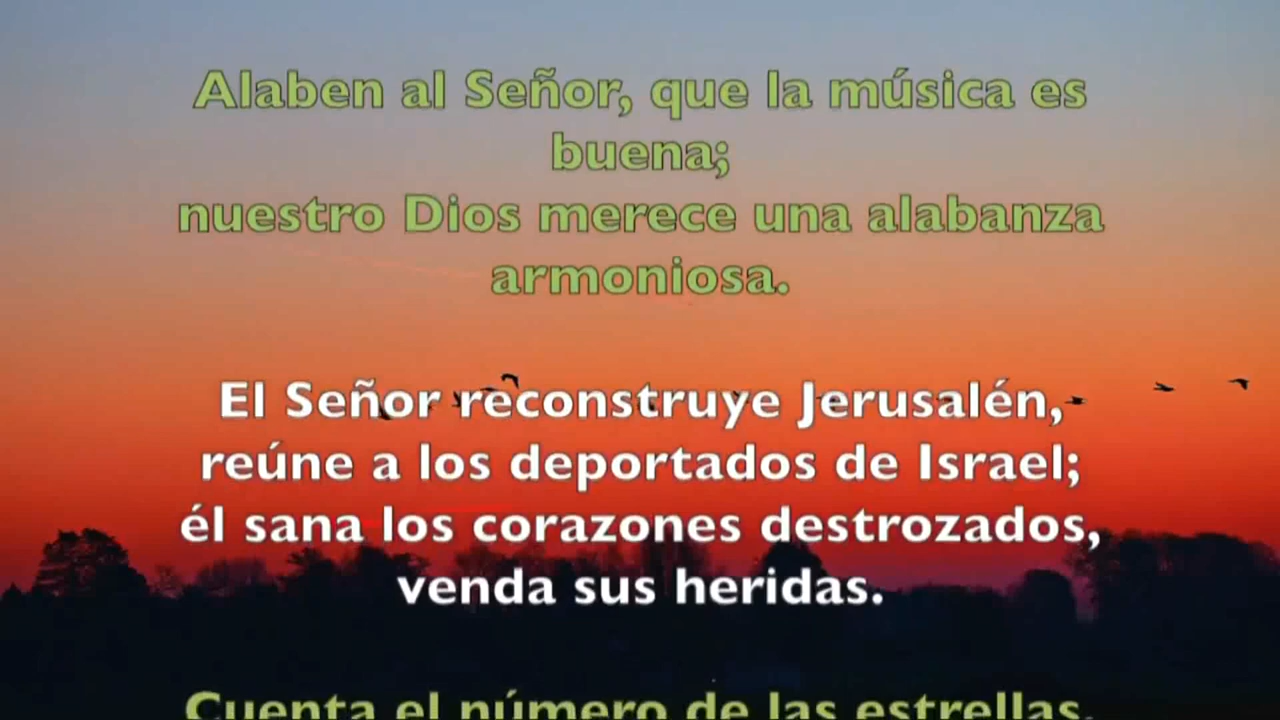 Alaben al Señor, que la música es
buena;
nuestro Dios merece una alabanza
armoniosa.
El Señor reconstruye Jerusalén,
reúne a los deportados de Israel;
él sana los corazones destrozados,
venda sus heridas.
Cuenta el número de las estrellas,